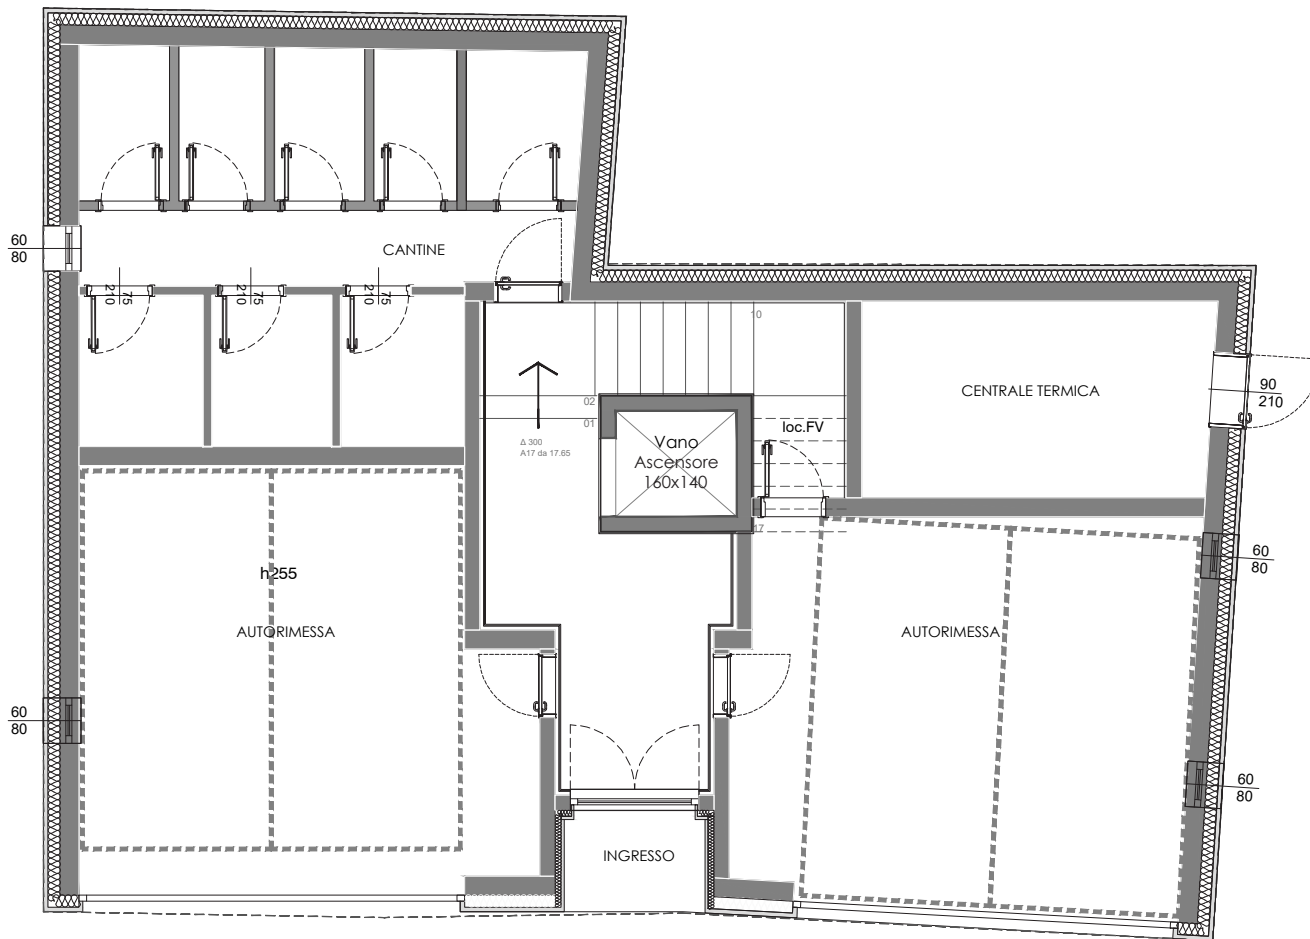 60
80
CANTINE
75
210
75
210
75
210
10
02
01
Δ 300
A17 da 17.65
Vano
Ascensore
160x140
loc.FV
17
CENTRALE TERMICA
90
210
60
80
h255
AUTORIMESSA
AUTORIMESSA
60
80
60
80
INGRESSO